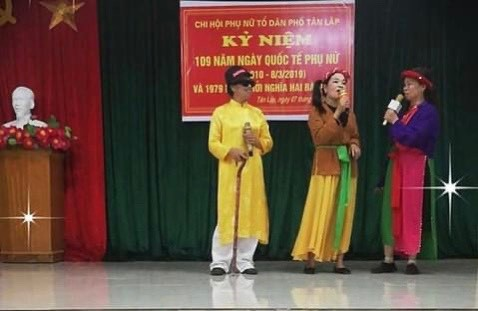 CHI HỘI PHỤ NỮ TỔ DÂN PHỐ TÂN LẬP
KỶ NIỆM
109 NĂM NGÀY QUỐC TẾ PHỤ NỮ
910 - 8/3/2019)
VÀ 1979 NGHĨA HAI BÀ
Tân Lập, ngày 07 tháng